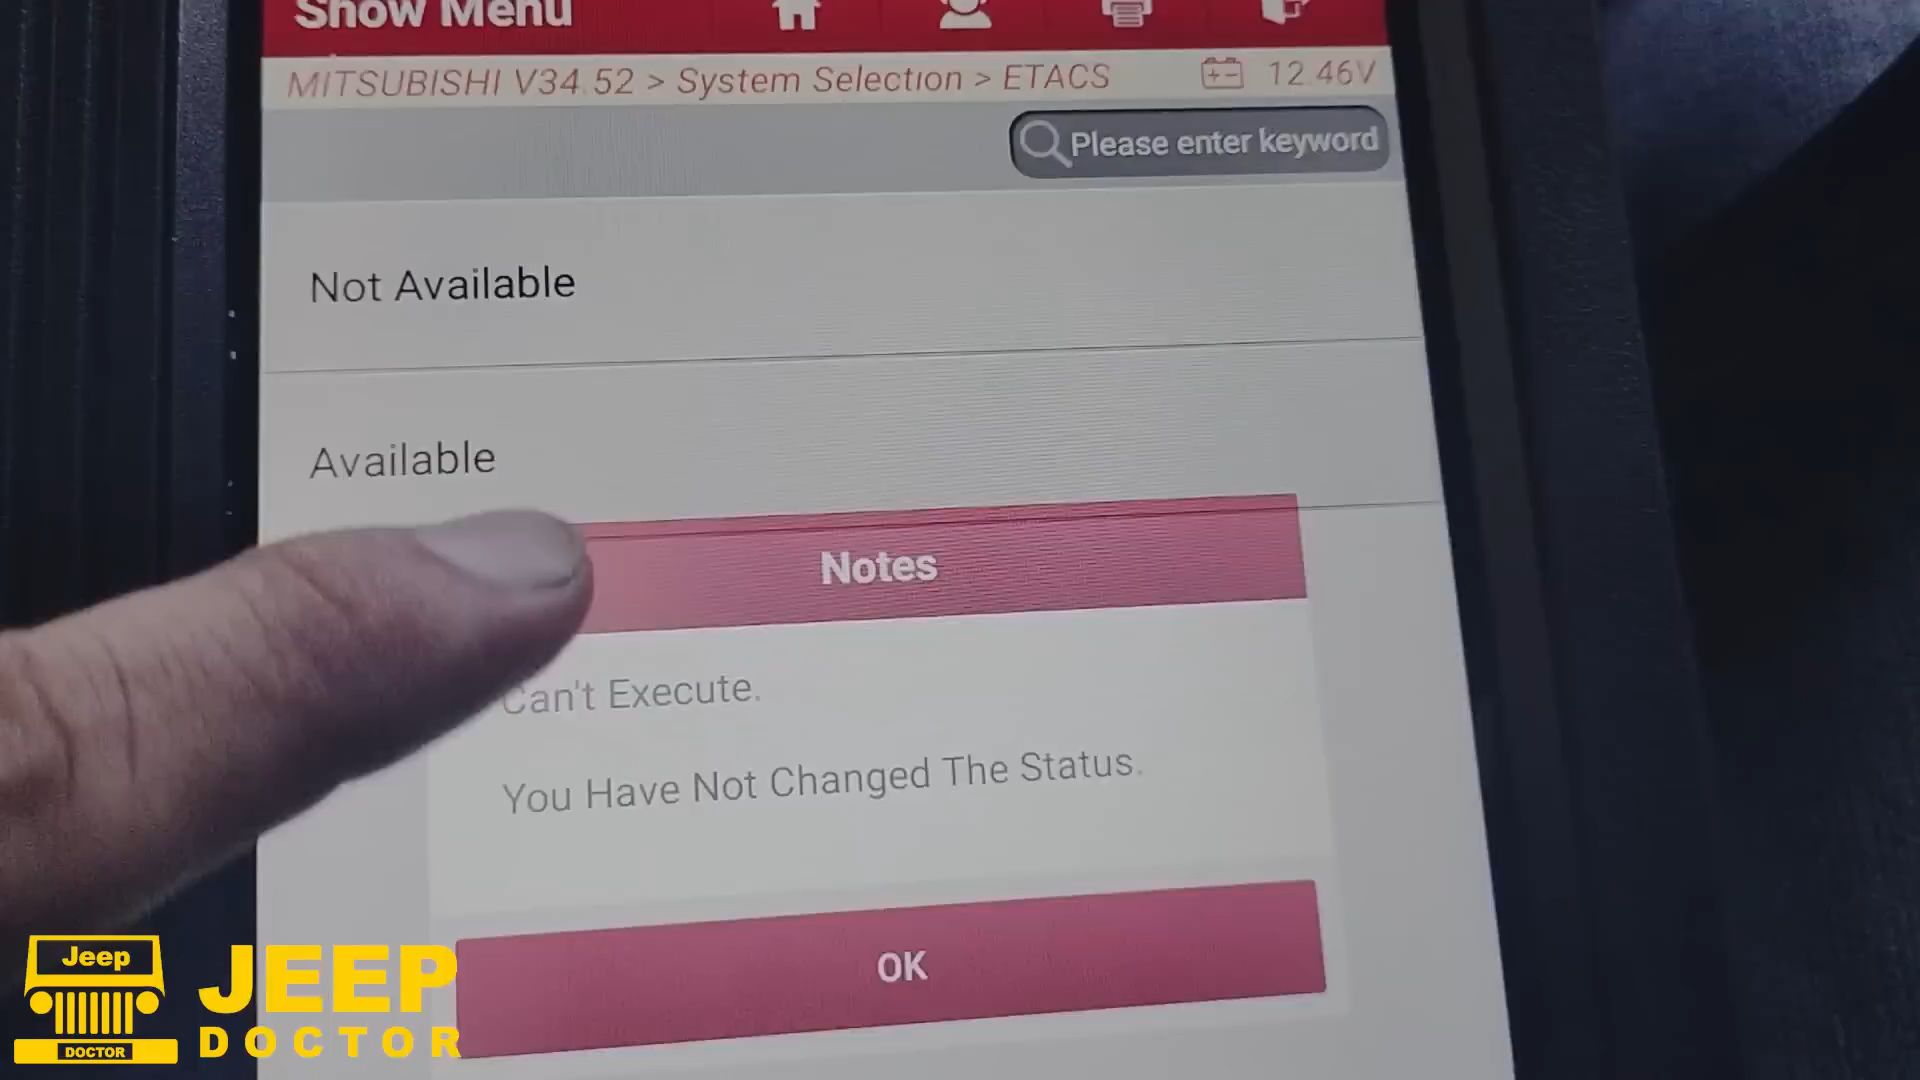 Show Menu
MITSUBISHI V34.52 > System Selection > ETACS
12.46V
Please enter keyword
Not Available
Available
Notes
Can't Execute.
You Have Not Changed The Status.
OK
Jeep
DOCTOR
JEEP
DOCTOR